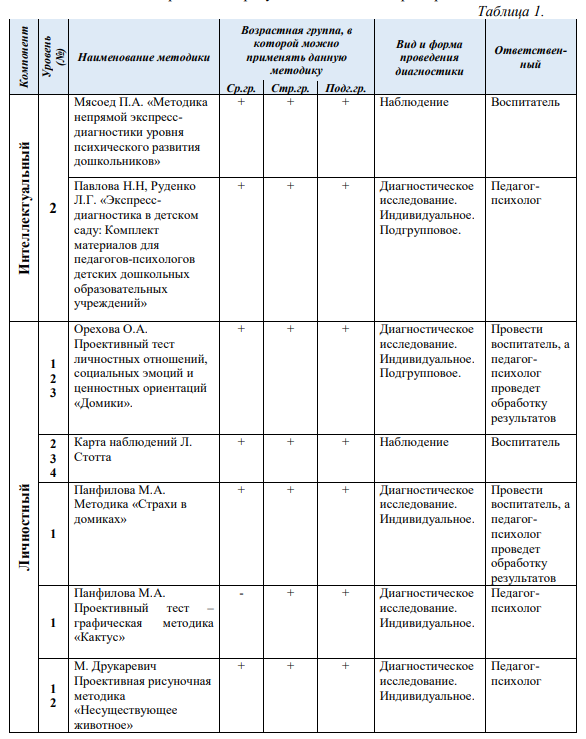 Таблица 1.
Компонент
Уровень (№)
Наименование методики
Возрастная группа, в
которой можно
применять данную
методику
Вид и форма
проведения
диагностики
Ответствен-
ный
Ср.гр.
Стр.гр.
Подг.гр.
Интеллектуальный
2
Мясоед П.А. «Методика
непрямой экспресс-
диагностики уровня
психического развития
дошкольников»
+
+
+
Наблюдение
Воспитатель
Павлова Н.Н, Руденко
Л.Г. «Экспресс-
диагностика в детском
саду: Комплект
материалов для
педагогов-психологов
детских дошкольных
образовательных
учреждений»
+
+
+
Диагностическое
исследование.
Индивидуальное.
Подгрупповое.
Педагог-
психолог
Личностный
1
2
3
Орехова О.А.
Проективный тест
личностных отношений,
социальных эмоций и
ценностных ориентаций
«Домики».
+
+
+
Диагностическое
исследование.
Индивидуальное.
Подгрупповое.
Провести
воспитатель, а
педагог-
психолог
проведет
обработку
результатов
2
3
4
Карта наблюдений Л.
Стотта
+
+
+
Наблюдение
Воспитатель
1
Панфилова М.А.
Методика «Страхи в
домиках»
+
+
+
Диагностическое
исследование.
Индивидуальное.
Провести
воспитатель, а
педагог-
психолог
проведет
обработку
результатов
1
Панфилова М.А.
Проективный тест –
графическая методика
«Кактус»
-
+
+
Диагностическое
исследование.
Индивидуальное.
Педагог-
психолог
1
2
М. Друкаревич
Проективная рисуночная
методика
«Несуществующее
животное»
+
+
+
Диагностическое
исследование.
Индивидуальное.
Педагог-
психолог